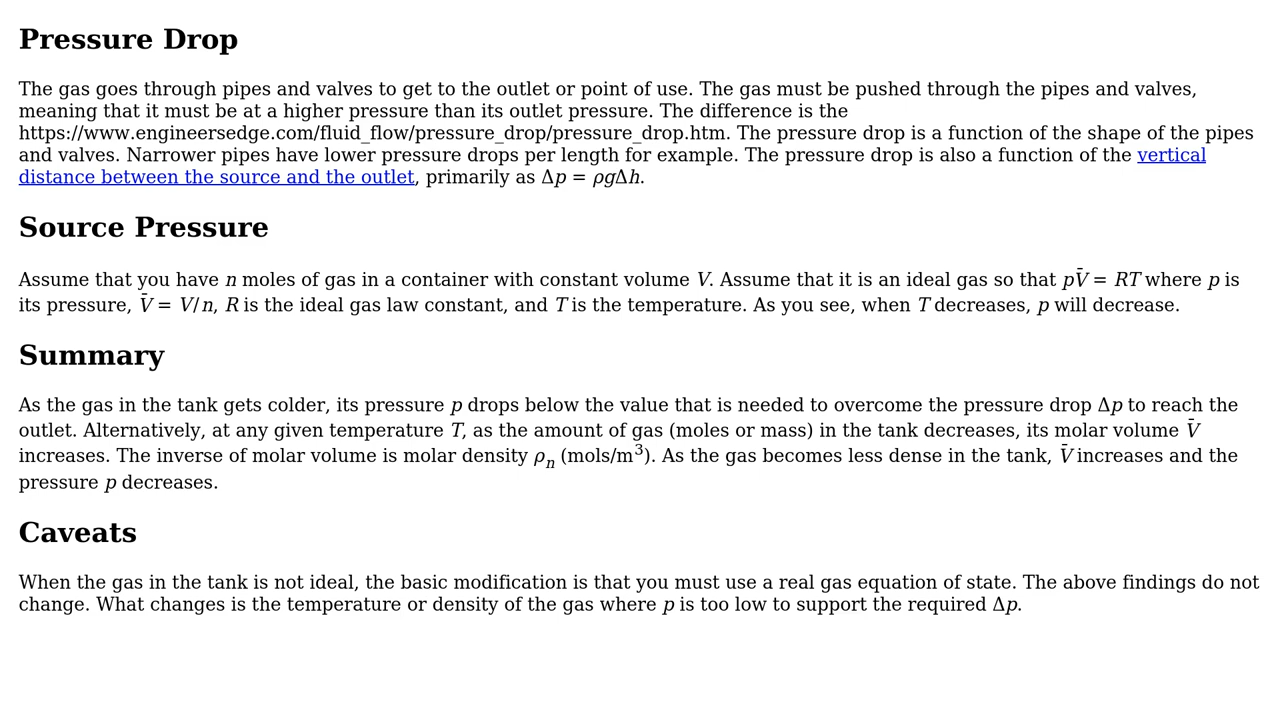 Pressure Drop
The gas goes through pipes and valves to get to the outlet or point of use. The gas must be pushed through the pipes and valves,
meaning that it must be at a higher pressure than its outlet pressure. The difference is the
https://www.engineersedge.com/fluid_flow/pressure_drop/pressure_drop.htm. The pressure drop is a function of the shape of the pipes
and valves. Narrower pipes have lower pressure drops per length for example. The pressure drop is also a function of the vertical
distance between the source and the outlet, primarily as Δp = ρgΔh.
Source Pressure
Assume that you have n moles of gas in a container with constant volume V. Assume that it is an ideal gas so that pV̄ = RT where p is
its pressure, V̄ = V/n, R is the ideal gas law constant, and T is the temperature. As you see, when T decreases, p will decrease.
Summary
As the gas in the tank gets colder, its pressure p drops below the value that is needed to overcome the pressure drop Δp to reach the
outlet. Alternatively, at any given temperature T, as the amount of gas (moles or mass) in the tank decreases, its molar volume V̄
increases. The inverse of molar volume is molar density ρₙ (mols/m³). As the gas becomes less dense in the tank, V̄ increases and the
pressure p decreases.
Caveats
When the gas in the tank is not ideal, the basic modification is that you must use a real gas equation of state. The above findings do not
change. What changes is the temperature or density of the gas where p is too low to support the required Δp.